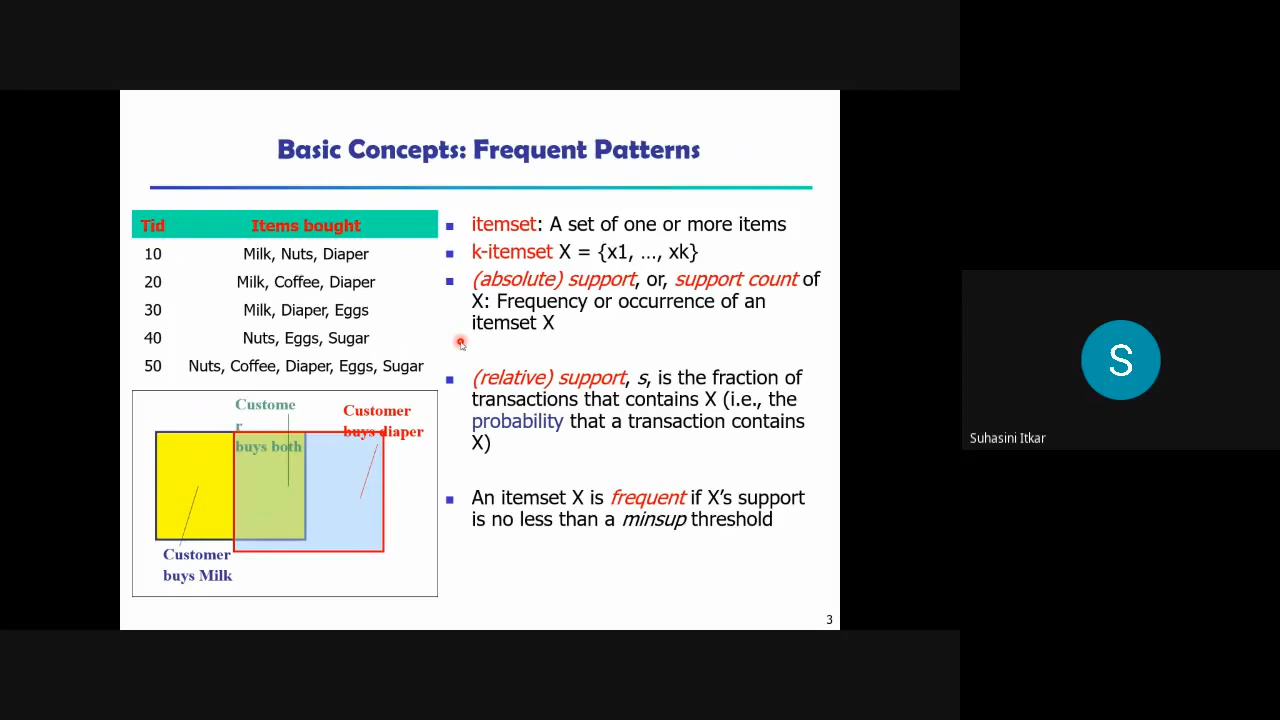 Basic Concepts: Frequent Patterns
Tid Items bought
10 Milk, Nuts, Diaper
20 Milk, Coffee, Diaper
30 Milk, Diaper, Eggs
40 Nuts, Eggs, Sugar
50 Nuts, Coffee, Diaper, Eggs, Sugar
Custome
r
buys both
Customer
buys diaper
Customer
buys Milk
itemset: A set of one or more items
k-itemset X = {x1, …, xk}
(absolute) support, or, support count of
X: Frequency or occurrence of an
itemset X
(relative) support, s, is the fraction of
transactions that contains X (i.e., the
probability that a transaction contains
X)
An itemset X is frequent if X’s support
is no less than a minsup threshold
3
S
Suhasini Itkar